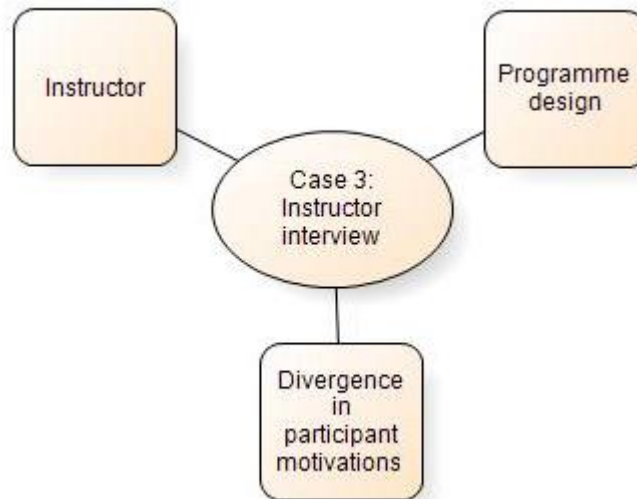 Instructor
Programme
design
Case 3:
Instructor
interview
Divergence
in
participant
motivations